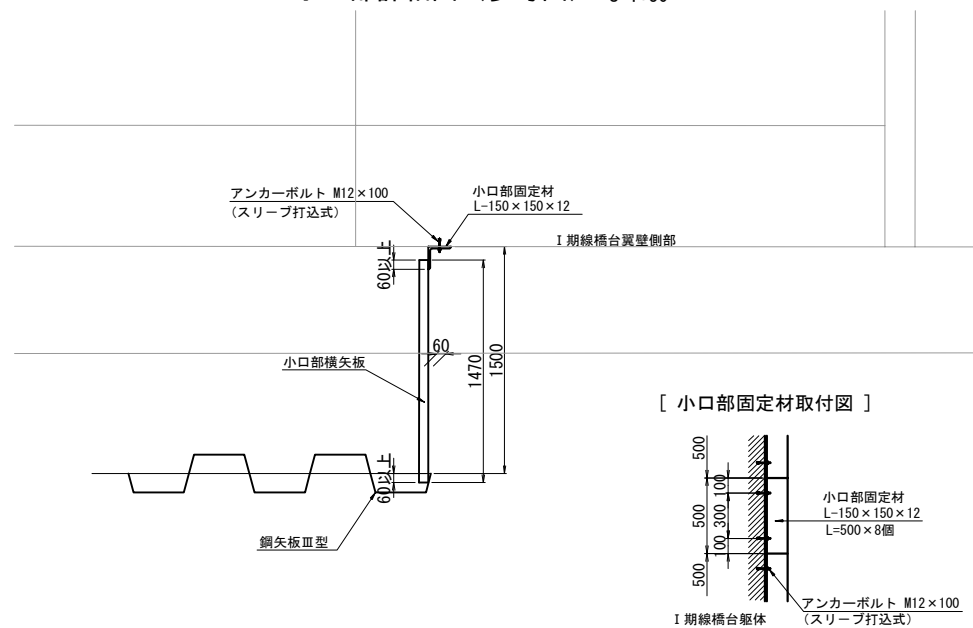 アンカーボルト M12×100
(スリーブ打込式)
小口部固定材
L-150×150×12
Ⅰ期線橋台翼壁側部
60以上
60
1470
1500
小口部横矢板
60以上
鋼矢板Ⅲ型
[ 小口部固定材取付図 ]
500
500
500
100
300
100
小口部固定材
L-150×150×12
L=500×8個
アンカーボルト M12×100
(スリーブ打込式)
Ⅰ期線橋台躯体